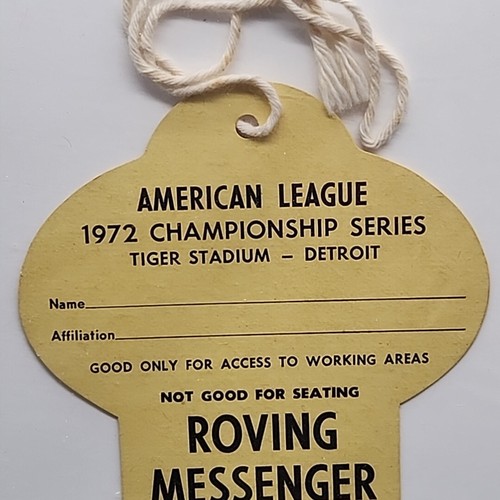 AMERICAN LEAGUE
1972 CHAMPIONSHIP SERIES
TIGER STADIUM – DETROIT
Name
Affiliation
GOOD ONLY FOR ACCESS TO WORKING AREAS
NOT GOOD FOR SEATING
ROVING
MESSENGER